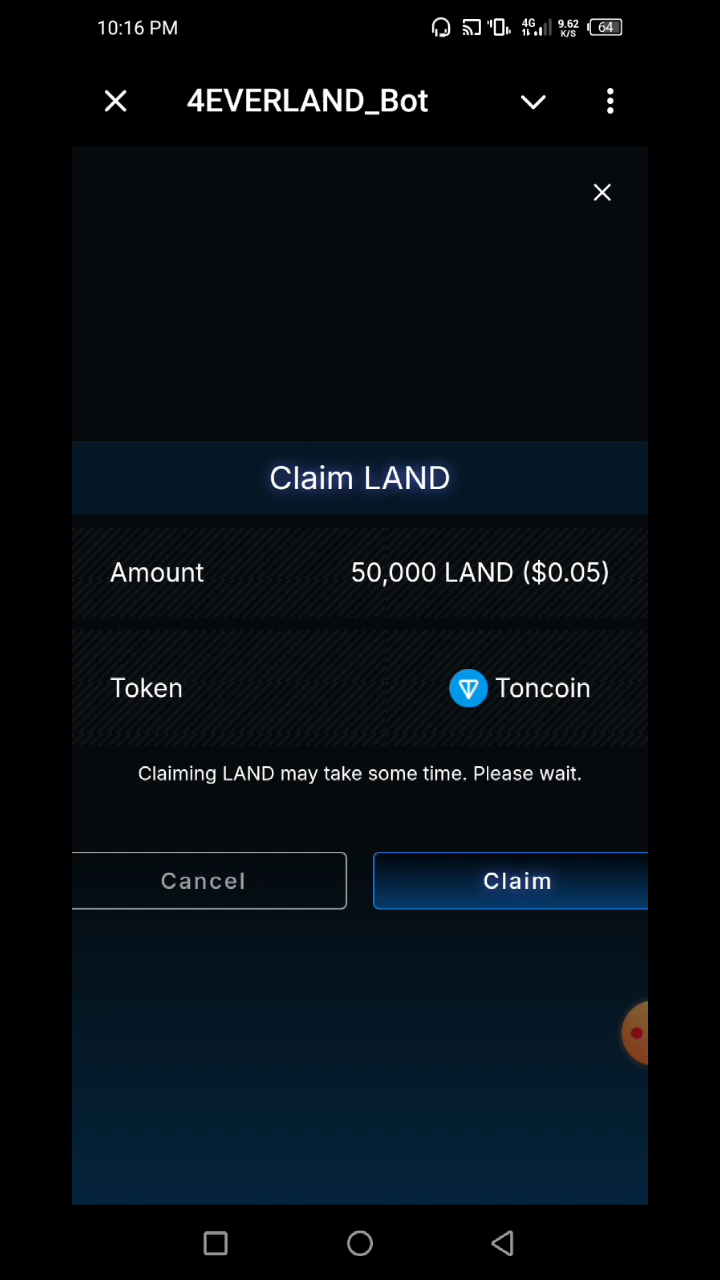 10:16 PM 4G 9.62 K/S 64
4EVERLAND_Bot
Claim LAND
Amount 50,000 LAND ($0.05)
Token Toncoin
Claiming LAND may take some time. Please wait.
Cancel Claim